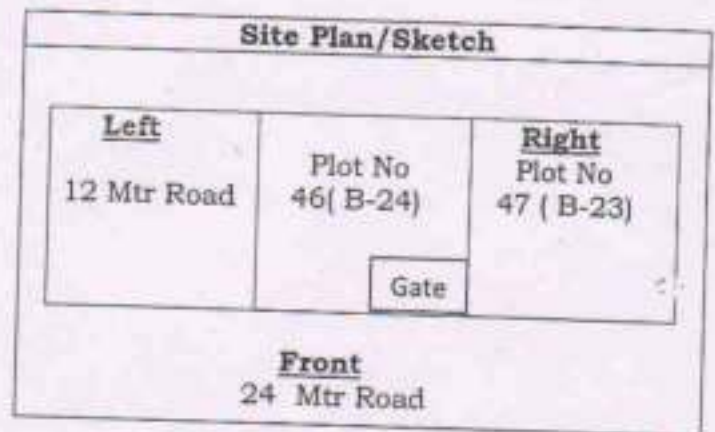 Site Plan/Sketch
Left
12 Mtr Road
Plot No
46( B-24)
Gate
Right
Plot No
47 ( B-23)
Front
24 Mtr Road